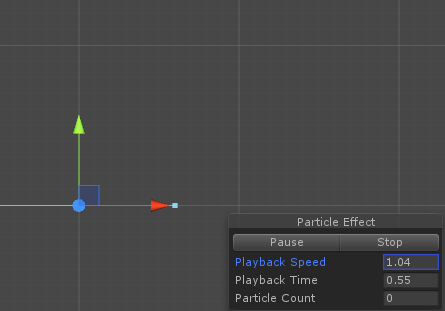 Particle Effect
Pause Stop
Playback Speed 1.04
Playback Time 0.55
Particle Count 0